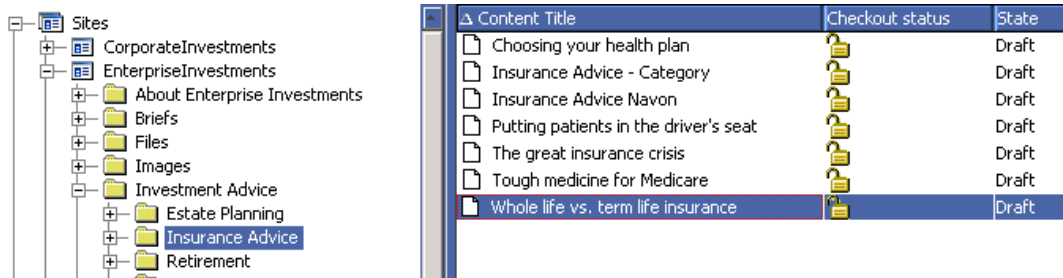 Sites
CorporateInvestments
EnterpriseInvestments
About Enterprise Investments
Briefs
Files
Images
Investment Advice
Estate Planning
Insurance Advice
Retirement
Δ Content Title Checkout status State
Choosing your health plan Draft
Insurance Advice - Category Draft
Insurance Advice Navon Draft
Putting patients in the driver's seat Draft
The great insurance crisis Draft
Tough medicine for Medicare Draft
Whole life vs. term life insurance Draft